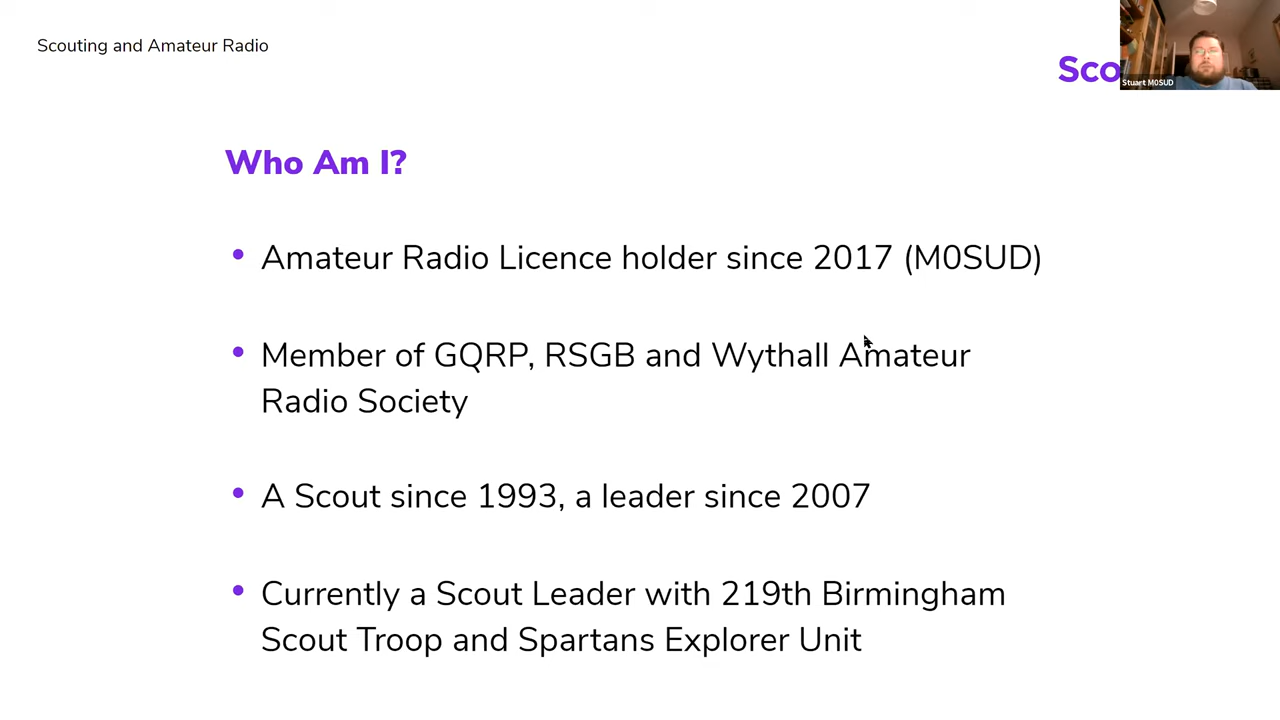 Scouting and Amateur Radio
Sco
Stuart M0SUD
Who Am I?
• Amateur Radio Licence holder since 2017 (M0SUD)
• Member of GQRP, RSGB and Wythall Amateur
Radio Society
• A Scout since 1993, a leader since 2007
• Currently a Scout Leader with 219th Birmingham
Scout Troop and Spartans Explorer Unit